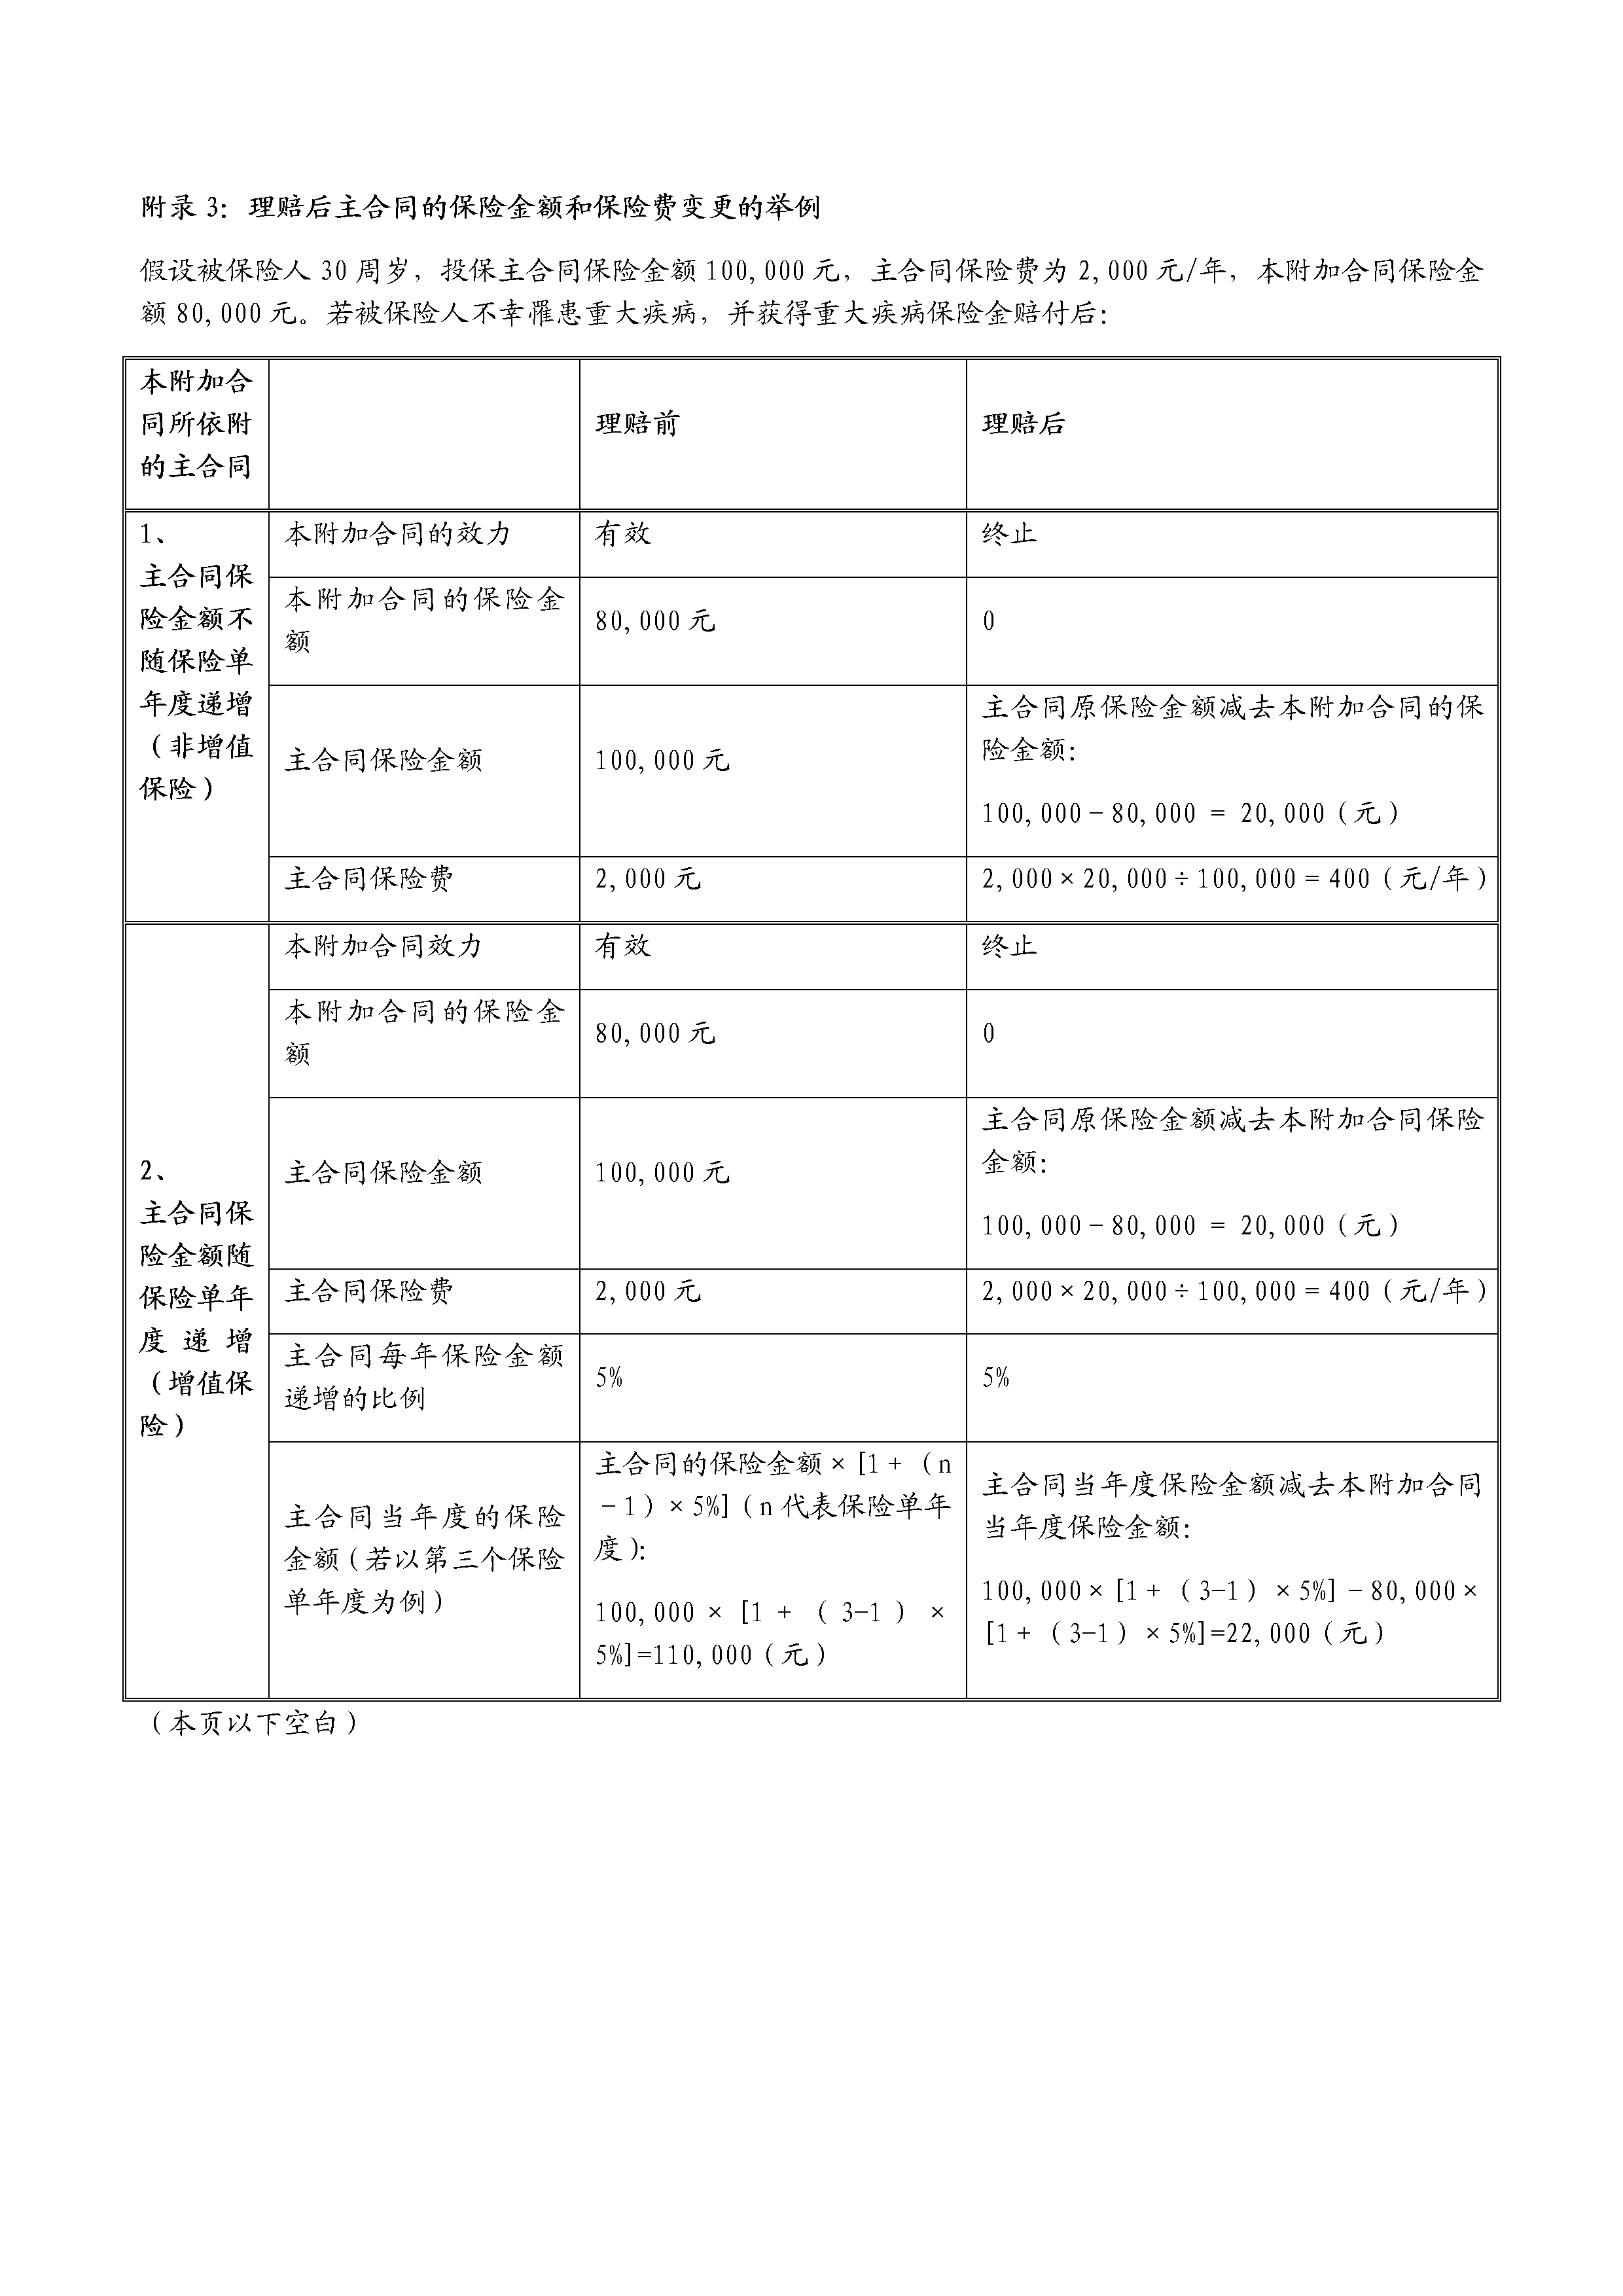 附录 3：理赔后主合同的保险金额和保险费变更的举例
假设被保险人 30 周岁，投保主合同保险金额 100,000 元，主合同保险费为 2,000 元/年，本附加合同保险金
额 80,000 元。若被保险人不幸罹患重大疾病，并获得重大疾病保险金赔付后：
本附加合
同所依附
的主合同
理赔前
理赔后
1、
主合同保
险金额不
随保险单
年度递增
（非增值
保险）
本附加合同的效力
有效
终止
本附加合同的保险金
额
80,000 元
0
主合同保险金额
100,000 元
主合同原保险金额减去本附加合同的保
险金额：
100,000－80,000 = 20,000（元）
主合同保险费
2,000 元
2,000×20,000÷100,000＝400（元/年）
2、
主合同保
险金额随
保险单年
度 递 增
（增值保
险）
本附加合同效力
有效
终止
本附加合同的保险金
额
80,000 元
0
主合同保险金额
100,000 元
主合同原保险金额减去本附加合同保险
金额：
100,000－80,000 = 20,000（元）
主合同保险费
2,000 元
2,000×20,000÷100,000＝400（元/年）
主合同每年保险金额
递增的比例
5%
5%
主合同当年度的保险
金额（若以第三个保险
单年度为例）
主合同的保险金额×[1＋（n
－1）×5%]（n 代表保险单年
度）：
100,000 × [1 ＋ （ 3-1 ） ×
5%]=110,000（元）
主合同当年度保险金额减去本附加合同
当年度保险金额：
100,000×[1＋（3-1）×5%]－80,000×
[1＋（3-1）×5%]=22,000（元）
（本页以下空白）